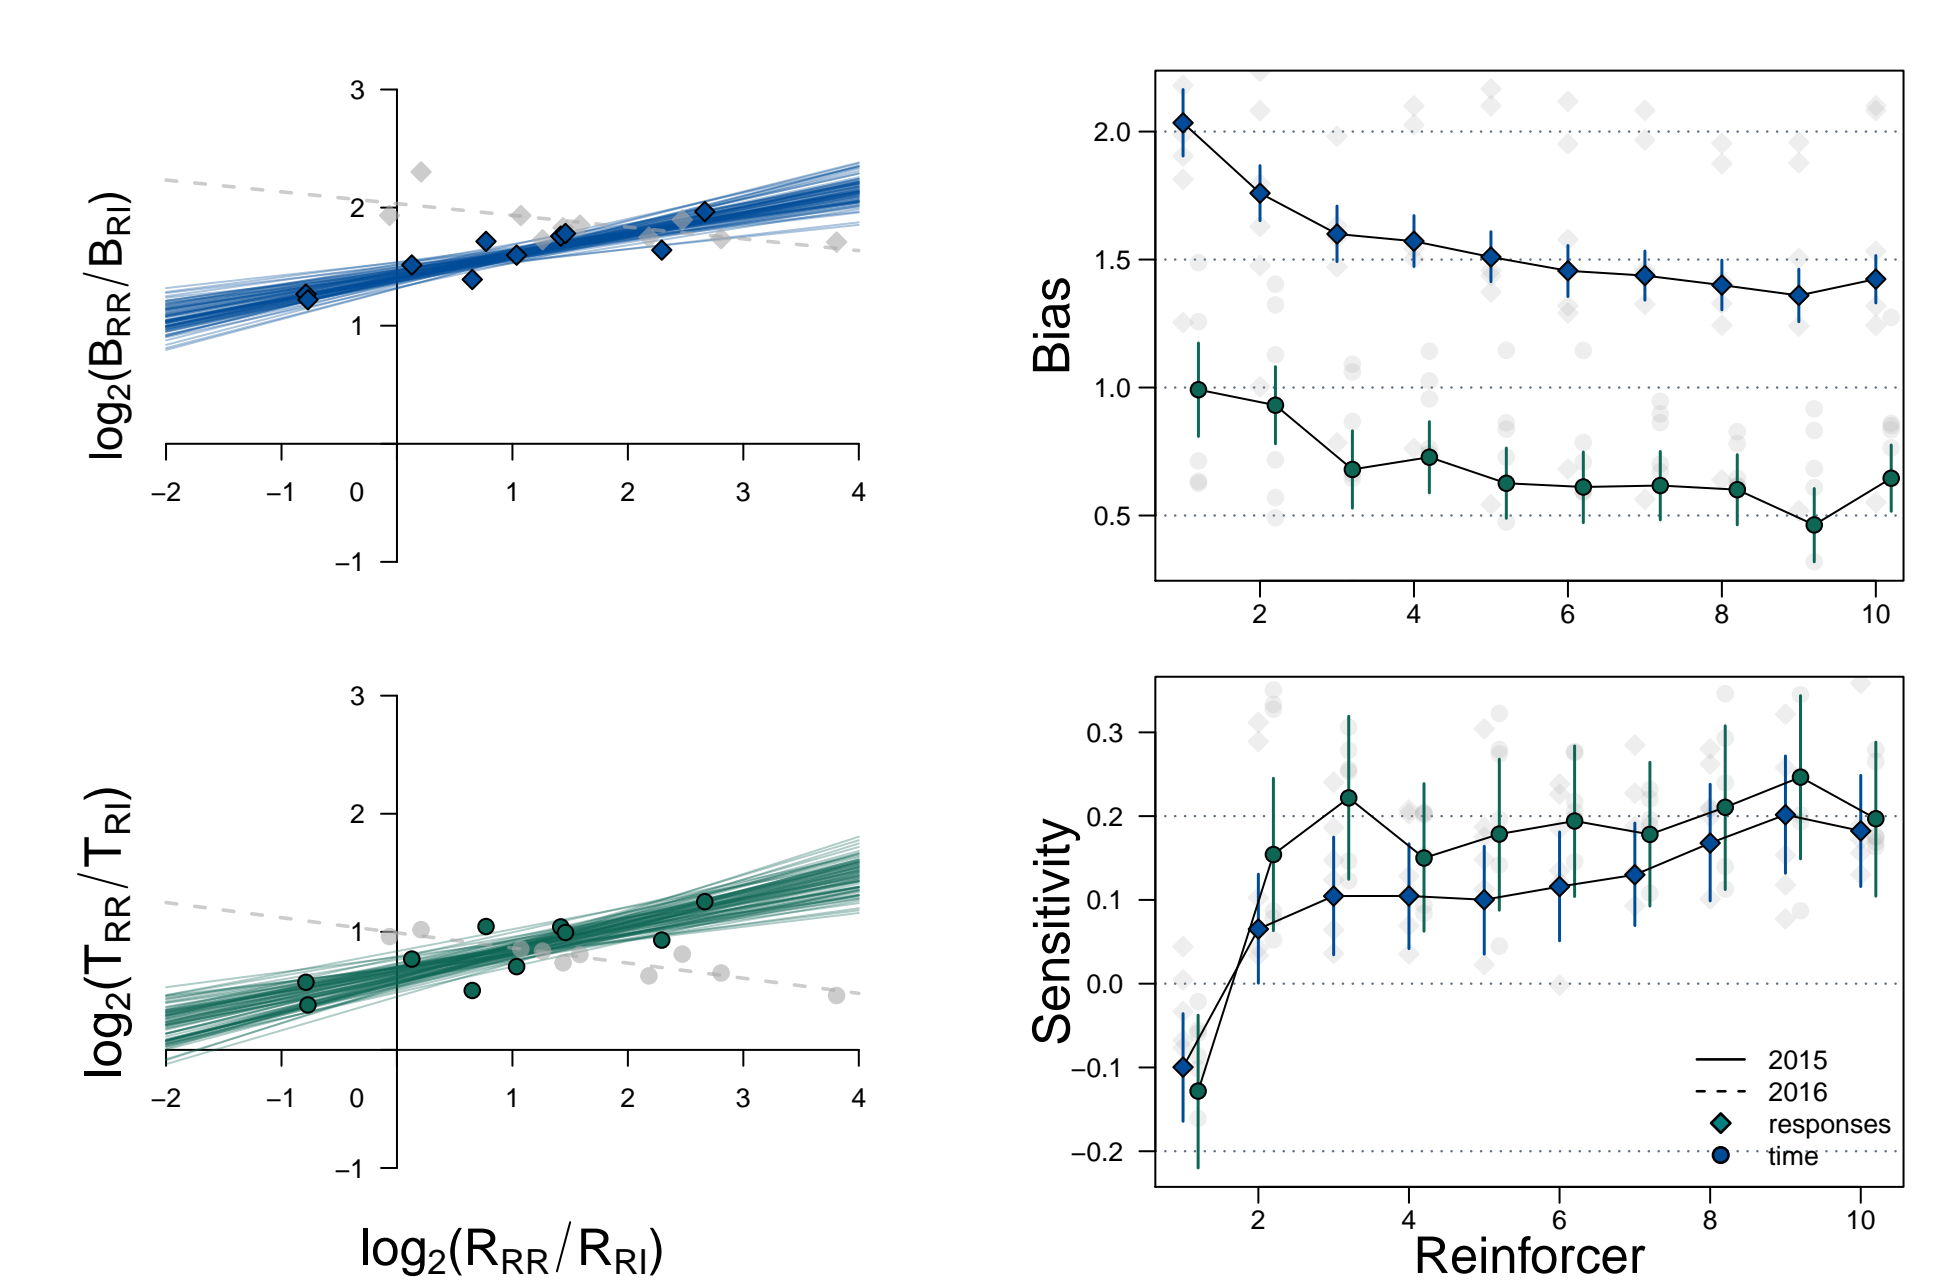 3
2
1
−1
−2 −1 0 1 2 3 4
log2(BRR/BRI)
2.0
1.5
1.0
0.5
Bias
2 4 6 8 10
3
2
1
−1
−2 −1 0 1 2 3 4
log2(TRR/TRI)
log2(RRR/RRI)
0.3
0.2
0.1
0.0
−0.1
−0.2
Sensitivity
2015
2016
responses
time
2 4 6 8 10
Reinforcer